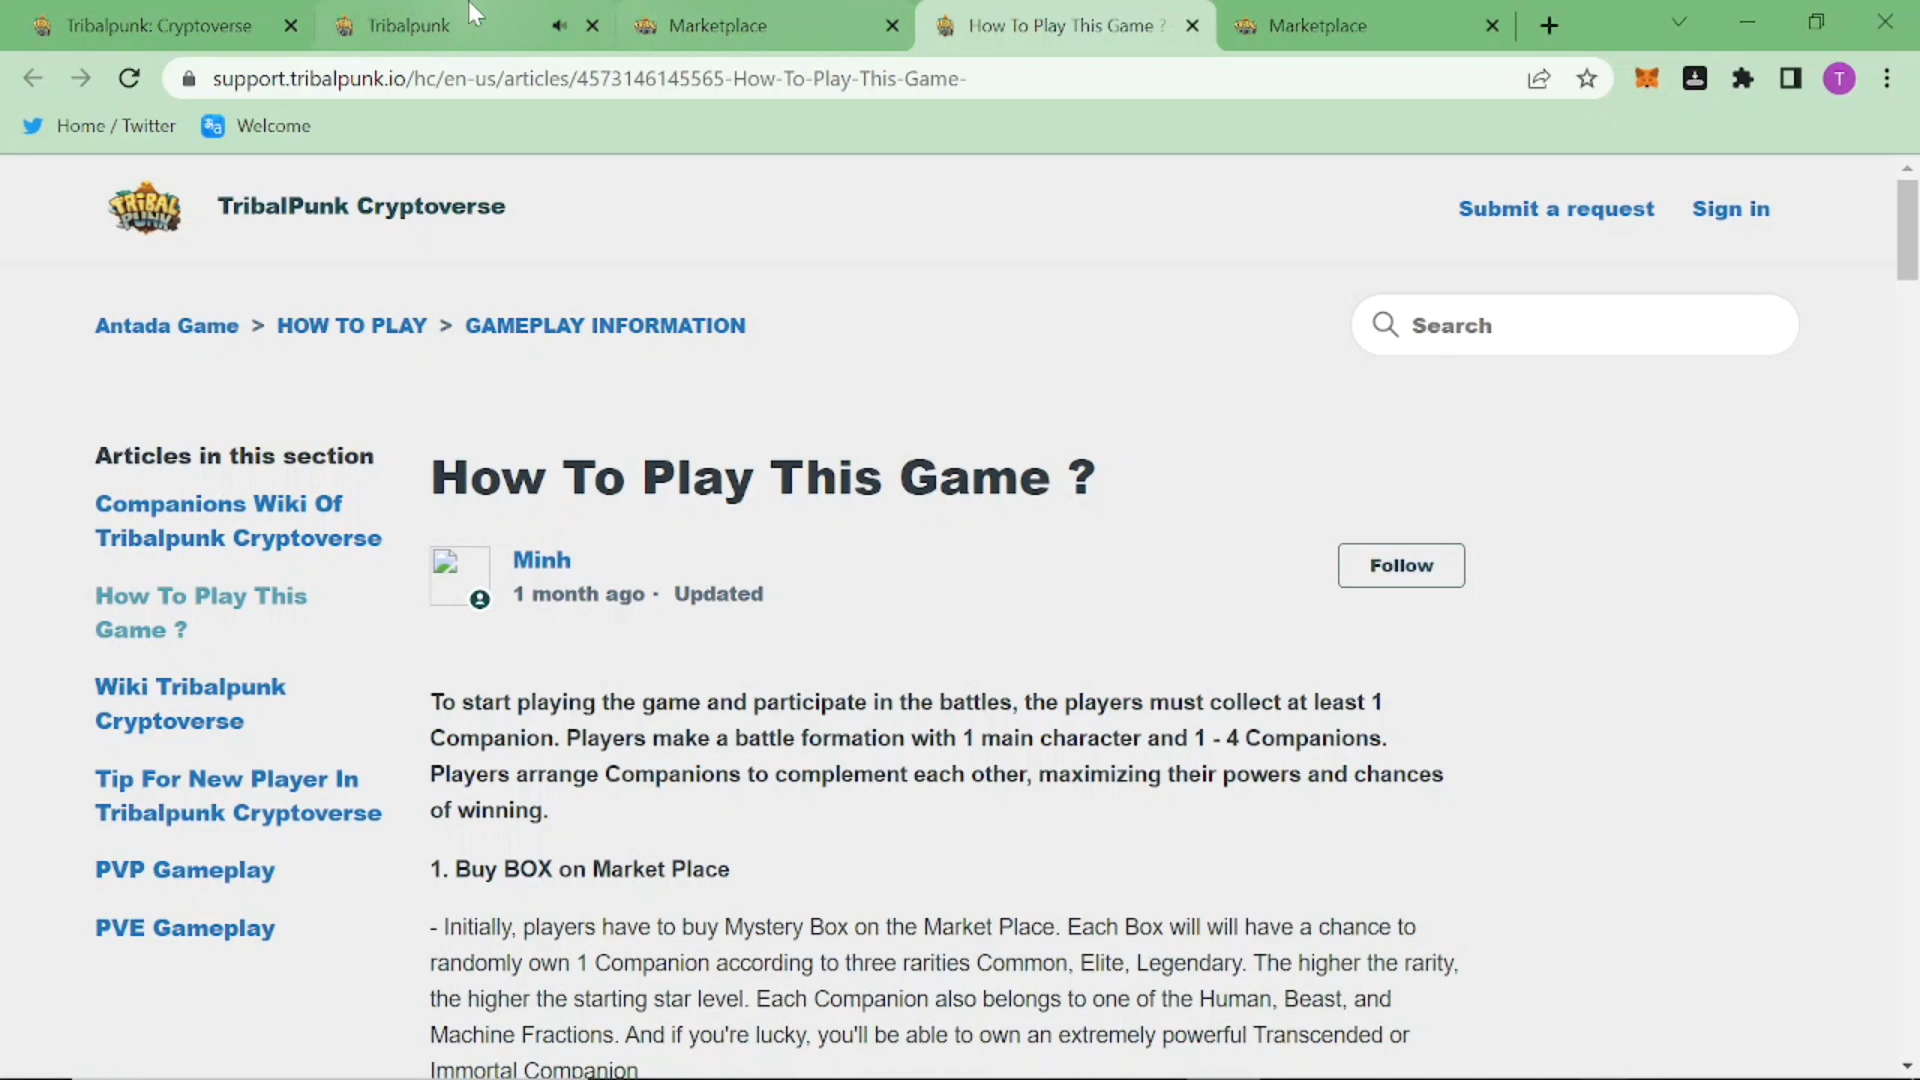 Tribalpunk: Cryptoverse
Tribalpunk
Marketplace
How To Play This Game ?
Marketplace
support.tribalpunk.io/hc/en-us/articles/4573146145565-How-To-Play-This-Game-
T
Home / Twitter
Welcome
TRIBAL
PUNK
TribalPunk Cryptoverse
Submit a request
Sign in
Antada Game > HOW TO PLAY > GAMEPLAY INFORMATION
Search
Articles in this section
Companions Wiki Of
Tribalpunk Cryptoverse
How To Play This
Game ?
Wiki Tribalpunk
Cryptoverse
Tip For New Player In
Tribalpunk Cryptoverse
PVP Gameplay
PVE Gameplay
How To Play This Game ?
Minh
1 month ago · Updated
Follow
To start playing the game and participate in the battles, the players must collect at least 1
Companion. Players make a battle formation with 1 main character and 1 - 4 Companions.
Players arrange Companions to complement each other, maximizing their powers and chances
of winning.
1. Buy BOX on Market Place
- Initially, players have to buy Mystery Box on the Market Place. Each Box will will have a chance to
randomly own 1 Companion according to three rarities Common, Elite, Legendary. The higher the rarity,
the higher the starting star level. Each Companion also belongs to one of the Human, Beast, and
Machine Fractions. And if you're lucky, you'll be able to own an extremely powerful Transcended or
Immortal Companion